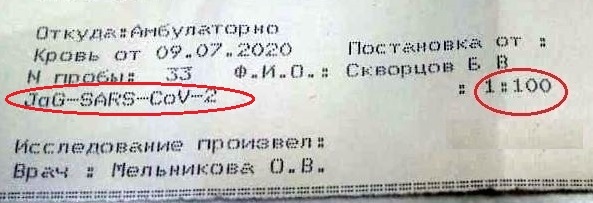 Откуда:Амбулаторно
Кровь от 09.07.2020 Постановка от :
N пробы: 33 Ф.И.О.: Скворцов Б В
JaG-SARS-CoV-2 : 1:100
Исследование произвел:
Врач : Мельникова О.В.